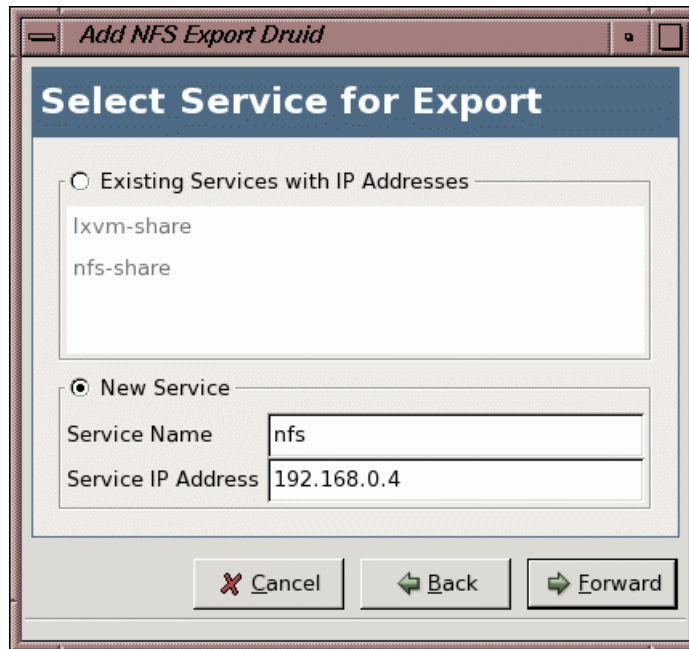 Add NFS Export Druid
Select Service for Export
Existing Services with IP Addresses
lxvm-share
nfs-share
New Service
Service Name nfs
Service IP Address 192.168.0.4
Cancel Back Forward